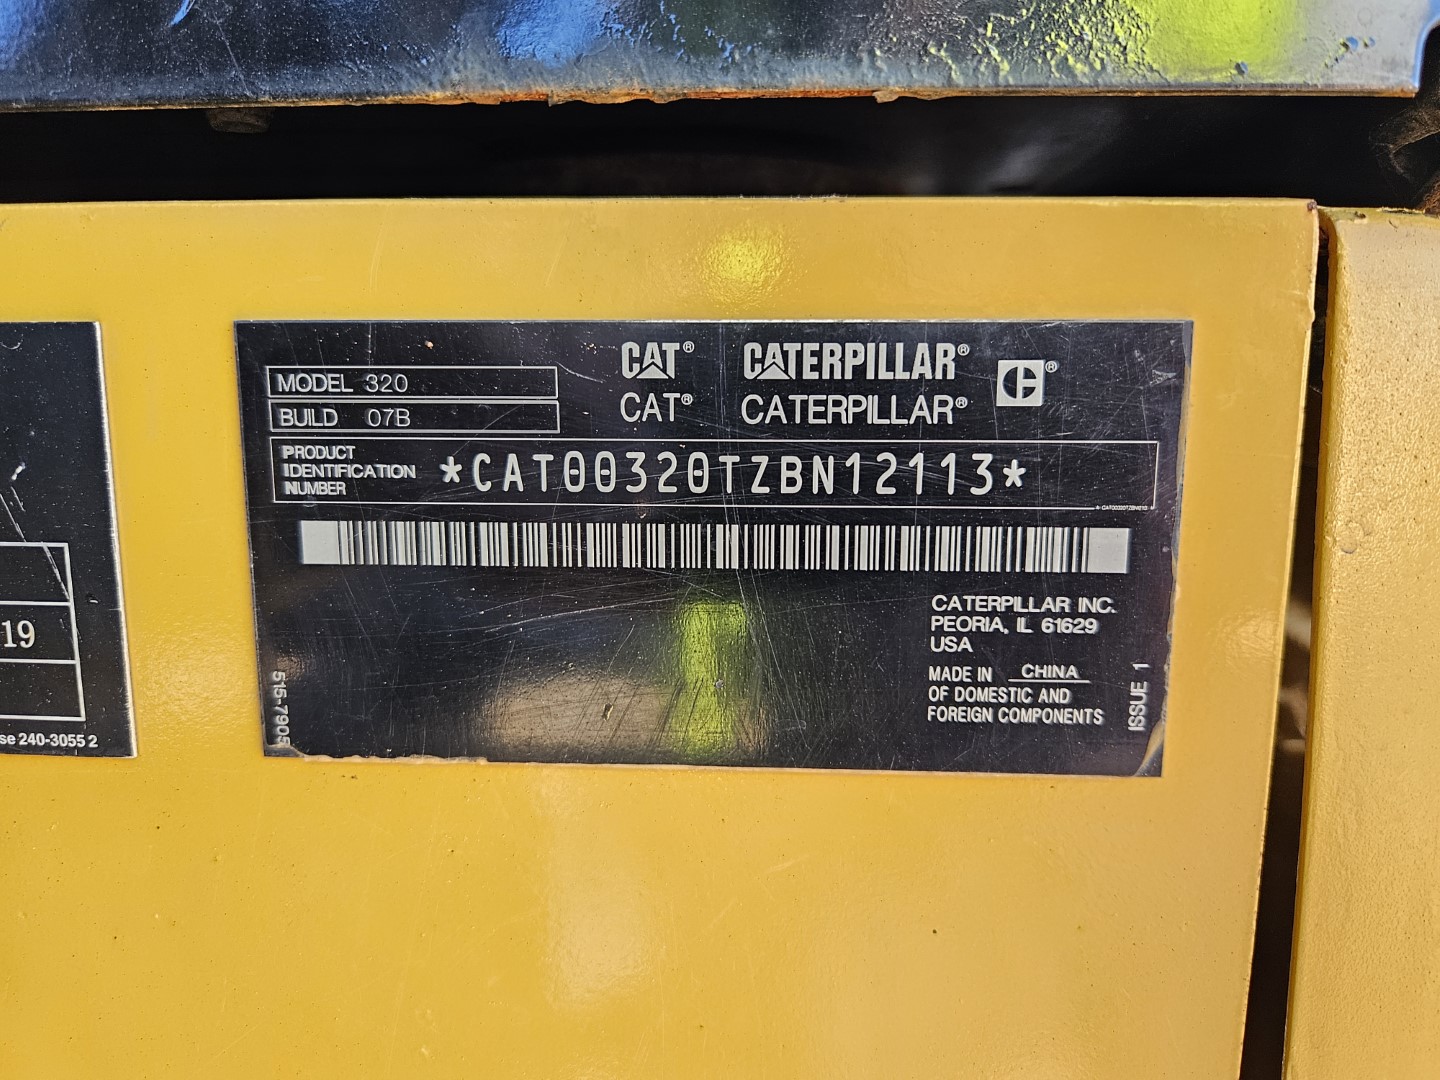 19
se 240-3055 2
MODEL 320
BUILD 07B
CAT® CATERPILLAR® ®
CAT® CATERPILLAR®
PRODUCT
IDENTIFICATION
NUMBER
*CAT00320TZBN12113*
CATERPILLAR INC.
PEORIA, IL 61629
USA
MADE IN CHINA
OF DOMESTIC AND
FOREIGN COMPONENTS
515-7905
ISSUE 1